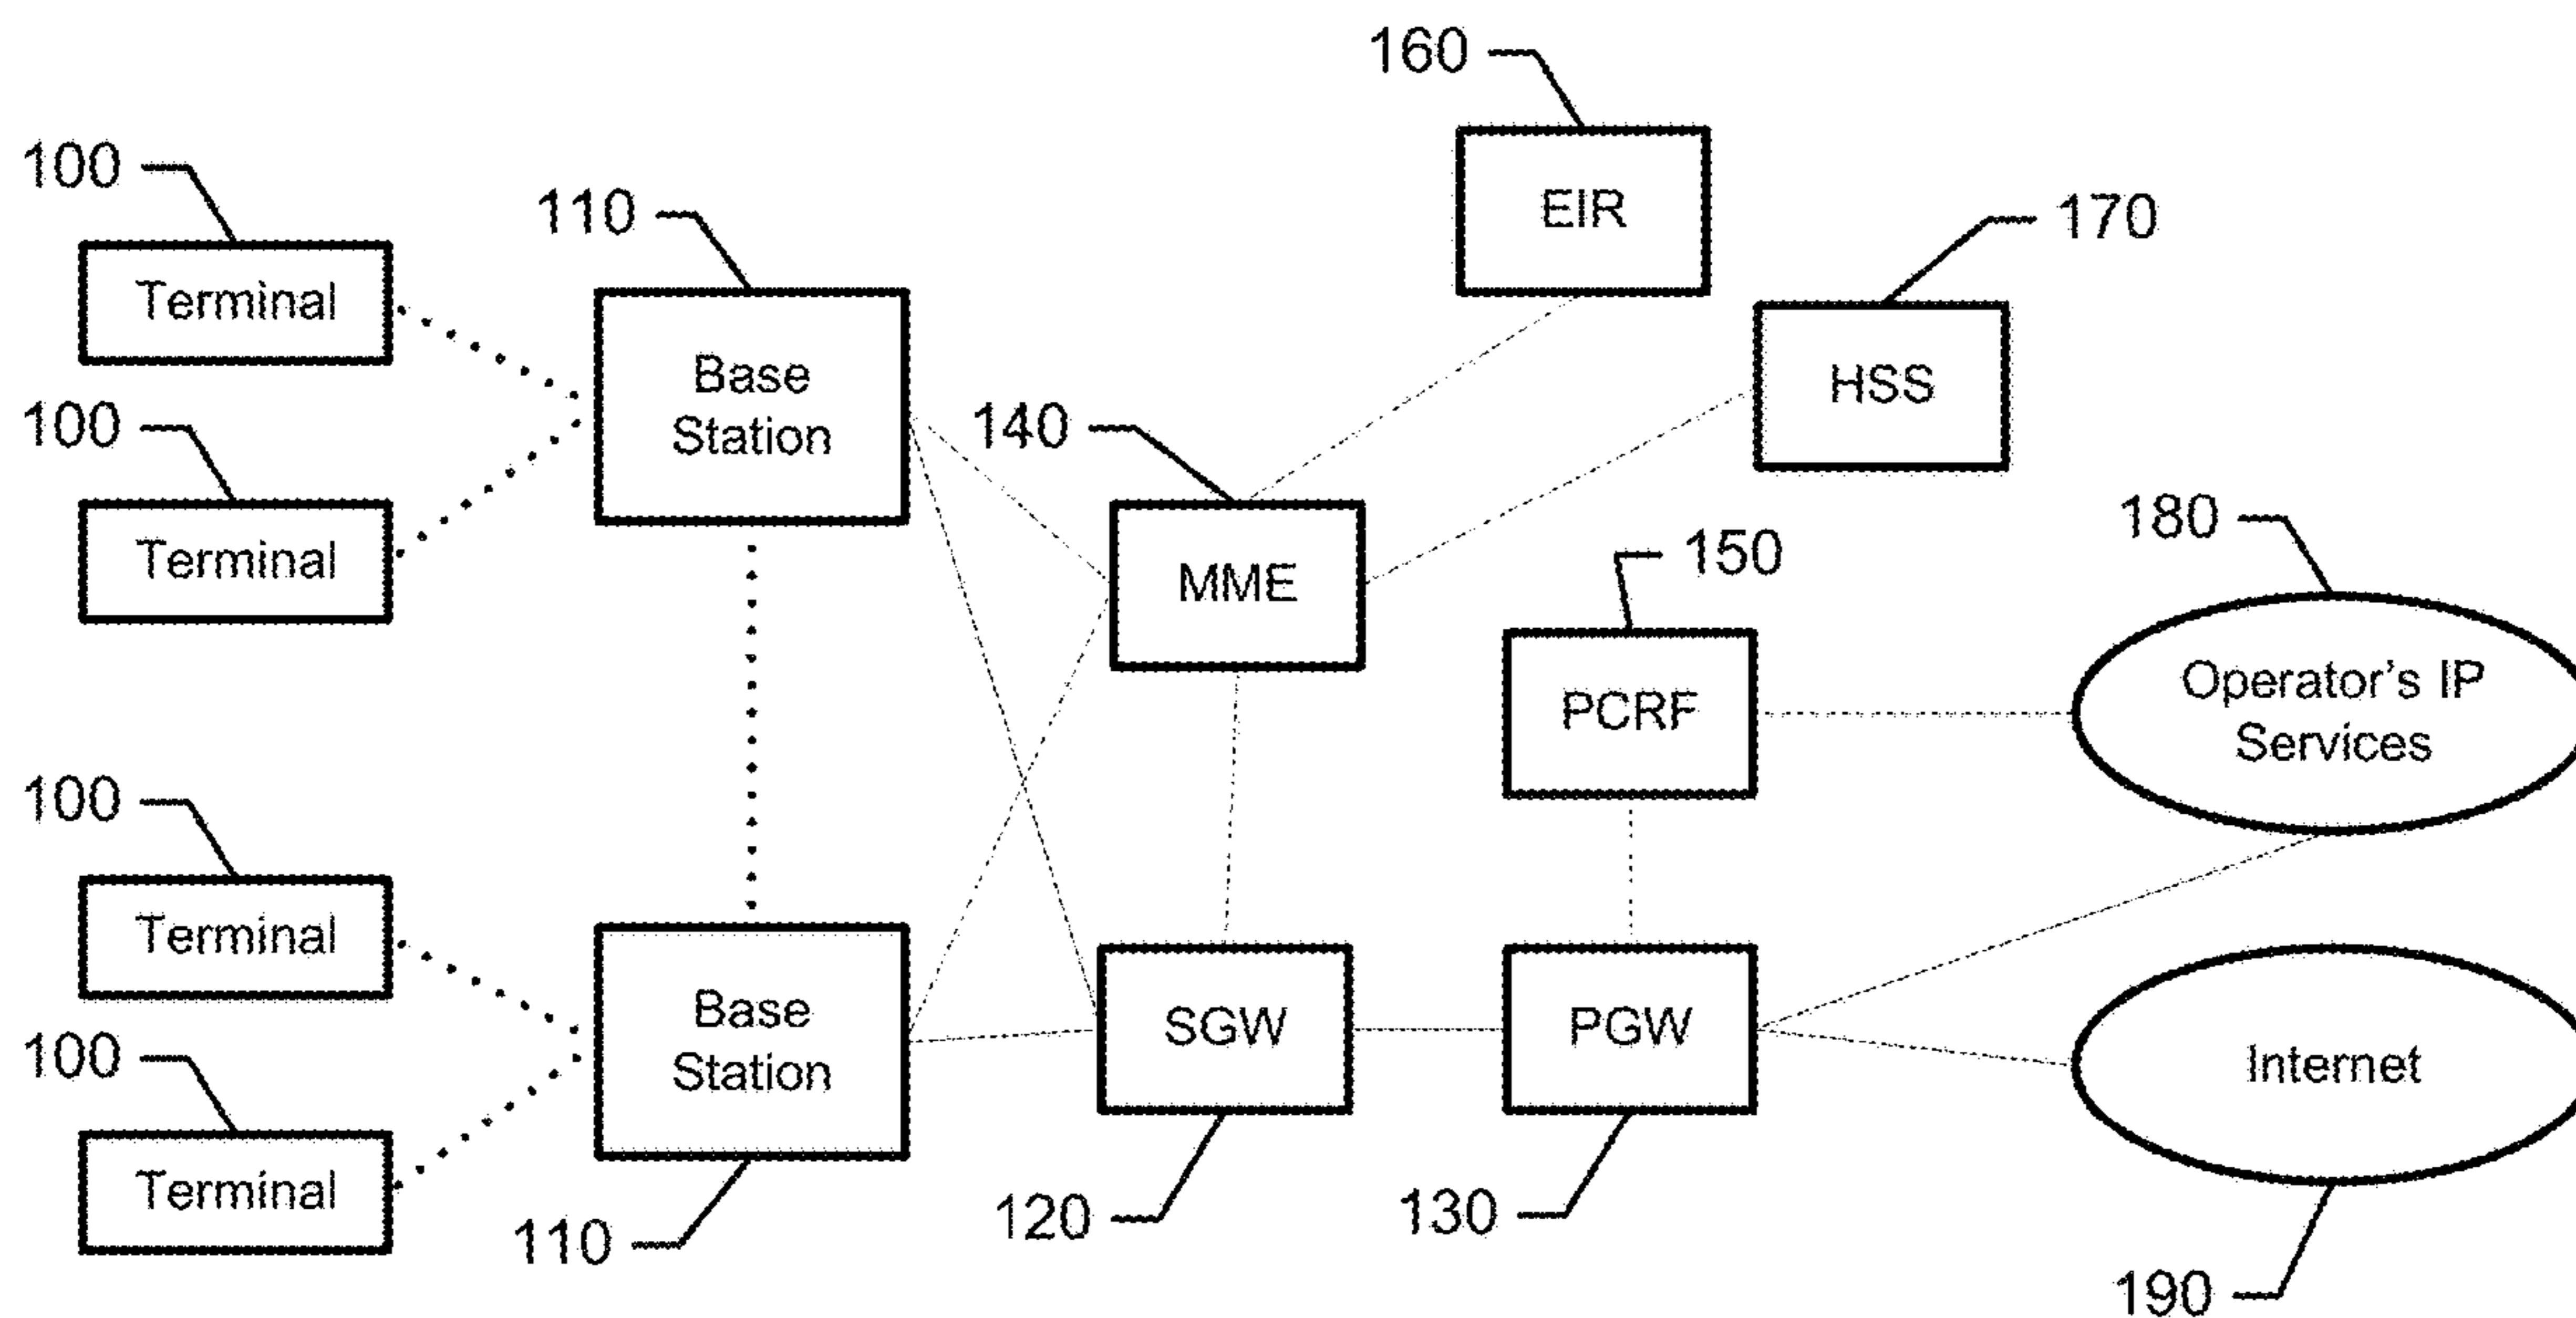 160
100
110
EIR
170
Terminal
Base
Station
HSS
100
140
180
Terminal
MME
150
PCRF
Operator's IP
Services
100
Terminal
Base
Station
SGW
PGW
Internet
100
Terminal
110
120
130
190